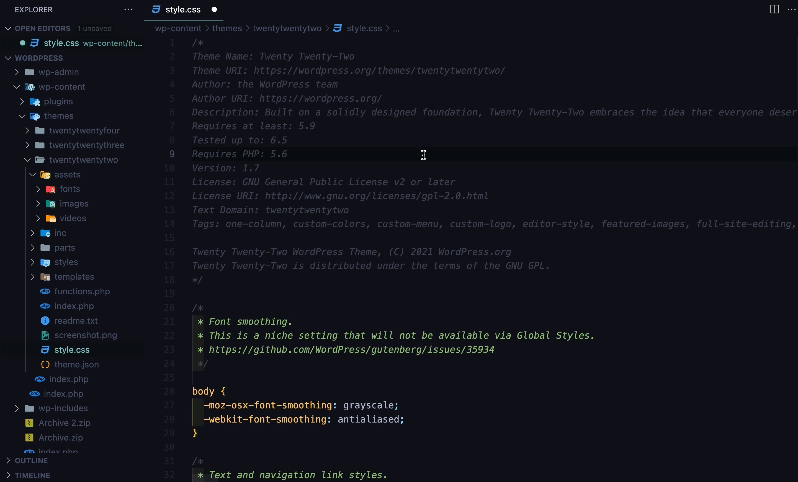 EXPLORER
OPEN EDITORS 1 unsaved
style.css wp-content/th...
WORDPRESS
wp-admin
wp-content
plugins
themes
twentytwentyfour
twentytwentythree
twentytwentytwo
assets
fonts
images
videos
inc
parts
styles
templates
functions.php
index.php
readme.txt
screenshot.png
style.css
theme.json
index.php
index.php
wp-includes
Archive 2.zip
Archive.zip
index.php
OUTLINE
TIMELINE
style.css
wp-content > themes > twentytwentytwo > style.css > ...
1 /*
2 Theme Name: Twenty Twenty-Two
3 Theme URI: https://wordpress.org/themes/twentytwentytwo/
4 Author: the WordPress team
5 Author URI: https://wordpress.org/
6 Description: Built on a solidly designed foundation, Twenty Twenty-Two embraces the idea that everyone deser
7 Requires at least: 5.9
8 Tested up to: 6.5
9 Requires PHP: 5.6
10 Version: 1.7
11 License: GNU General Public License v2 or later
12 License URI: http://www.gnu.org/licenses/gpl-2.0.html
13 Text Domain: twentytwentytwo
14 Tags: one-column, custom-colors, custom-menu, custom-logo, editor-style, featured-images, full-site-editing,
15
16 Twenty Twenty-Two WordPress Theme, (C) 2021 WordPress.org
17 Twenty Twenty-Two is distributed under the terms of the GNU GPL.
18 */
19
20 /*
21 * Font smoothing.
22 * This is a niche setting that will not be available via Global Styles.
23 * https://github.com/WordPress/gutenberg/issues/35934
24 */
25
26 body {
27 -moz-osx-font-smoothing: grayscale;
28 -webkit-font-smoothing: antialiased;
29 }
30
31 /*
32 * Text and navigation link styles.